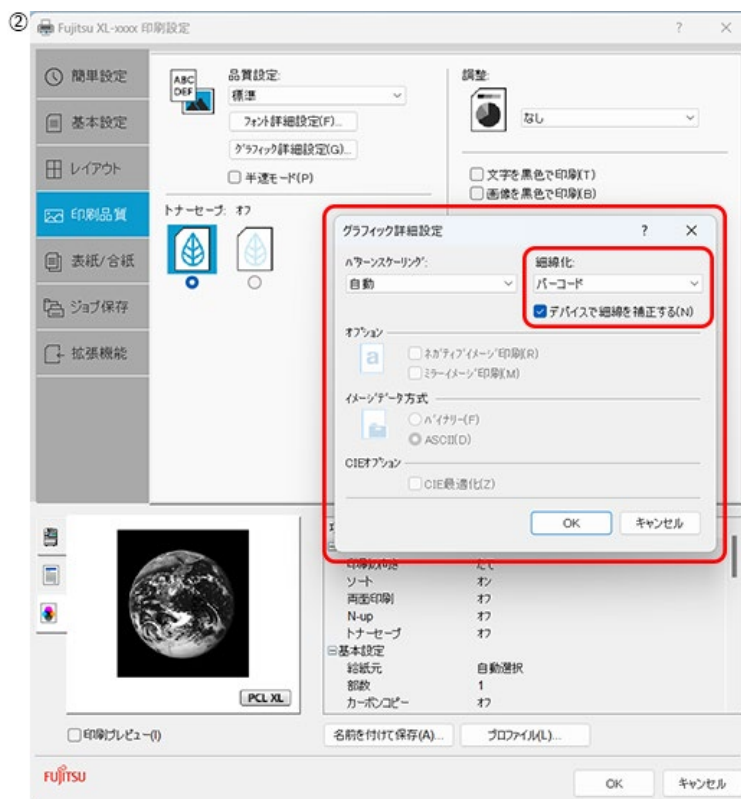 ②
Fujitsu XL-xxxx 印刷設定
簡単設定
基本設定
レイアウト
印刷品質
表紙/合紙
ジョブ保存
拡張機能
ABC
DEF
品質設定:
標準
フォント詳細設定(F)...
グラフィック詳細設定(G)...
半速モード(P)
調整:
なし
文字を黒色で印刷(T)
画像を黒色で印刷(B)
トナーセーブ: オフ
グラフィック詳細設定
パターンスケーリング:
自動
細線化:
バーコード
デバイスで細線を補正する(N)
オプション
a
ネガティブイメージ印刷(R)
ミラーイメージ印刷(M)
イメージデータ方式
バイナリー(F)
ASCII(D)
CIEオプション
CIE最適化(Z)
OK
キャンセル
ソート オン
両面印刷 オフ
N-up オフ
トナーセーブ オフ
基本設定
給紙元 自動選択
部数 1
カーボンコピー オフ
PCL XL
印刷プレビュー(I)
名前を付けて保存(A)...
プロファイル(L)...
FUJITSU
OK
キャンセル